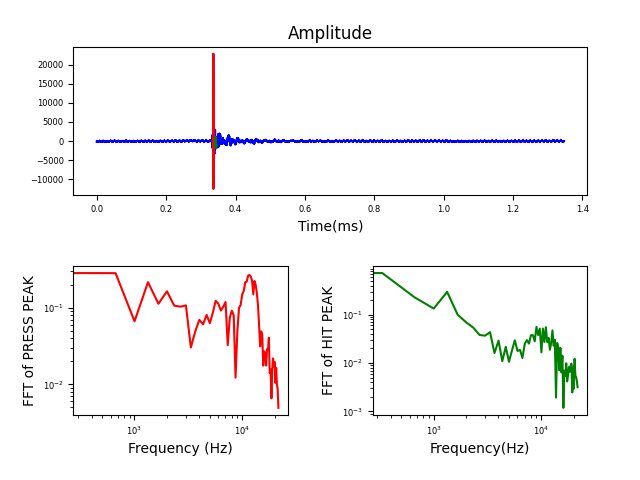 Amplitude
20000
15000
10000
5000
0
−5000
−10000
0.0 0.2 0.4 0.6 0.8 1.0 1.2 1.4
Time(ms)
FFT of PRESS PEAK
10⁻¹
10⁻²
10³ 10⁴
Frequency (Hz)
FFT of HIT PEAK
10⁻¹
10⁻²
10⁻³
10³ 10⁴
Frequency(Hz)